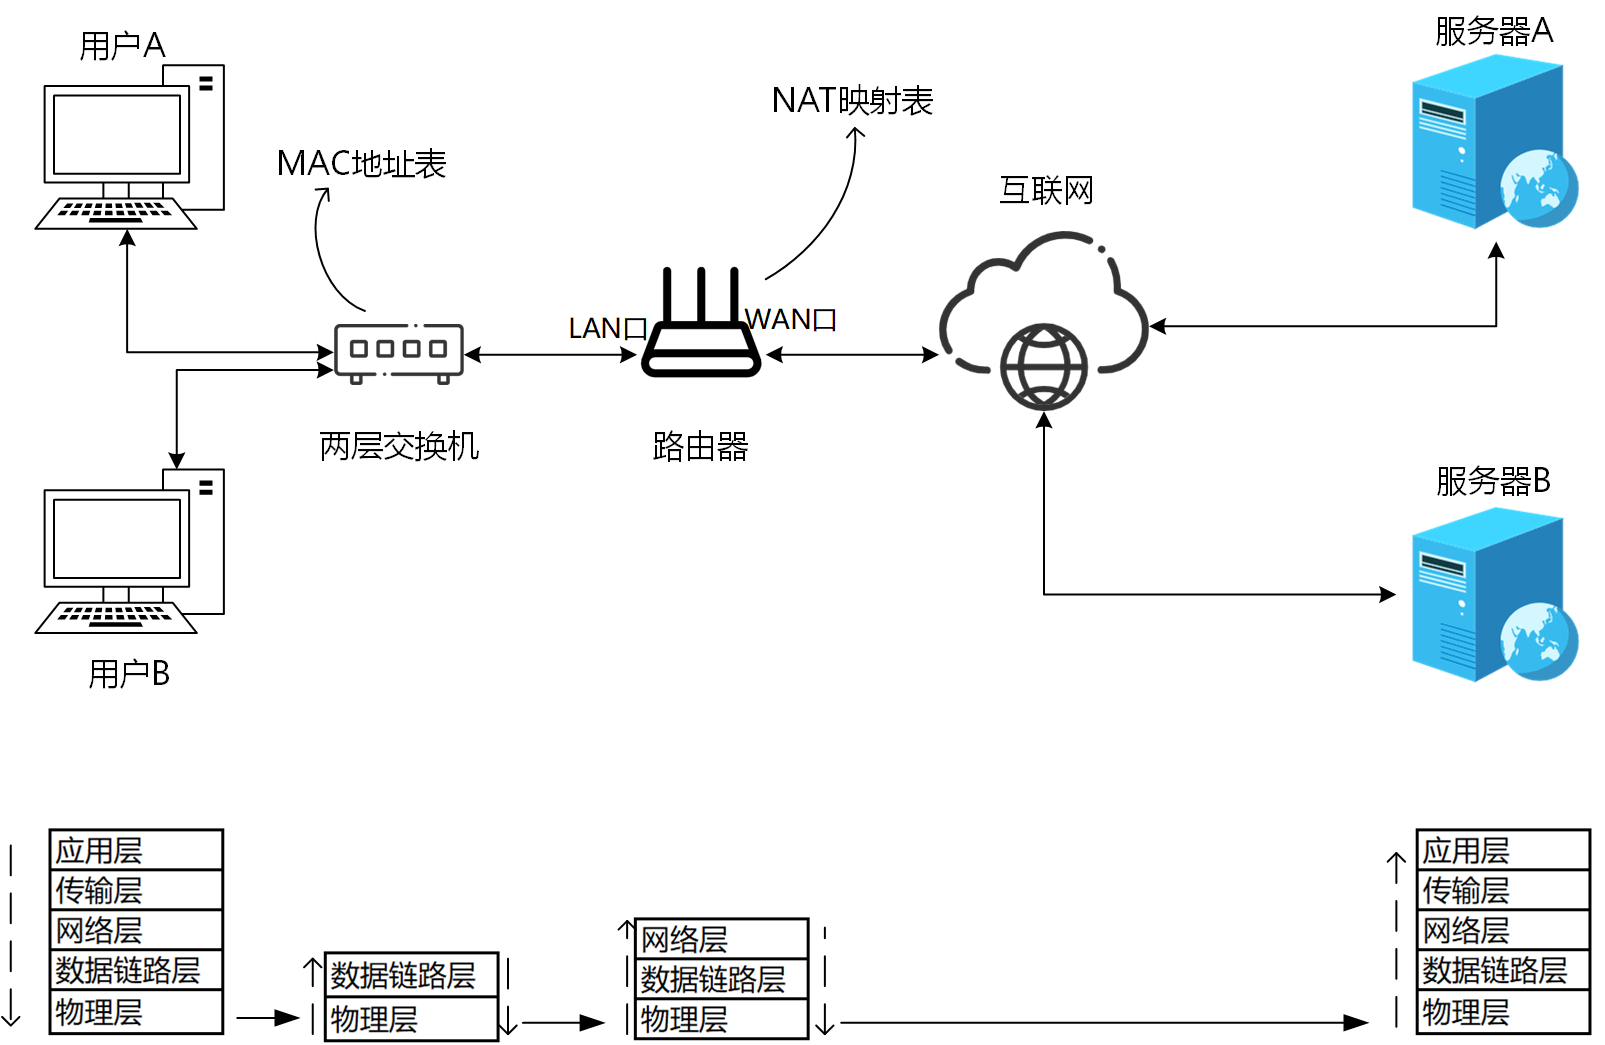 用户A
服务器A
NAT映射表
MAC地址表
互联网
LAN口
WAN口
两层交换机
路由器
服务器B
用户B
应用层
传输层
网络层
数据链路层
物理层
数据链路层
物理层
网络层
数据链路层
物理层
应用层
传输层
网络层
数据链路层
物理层